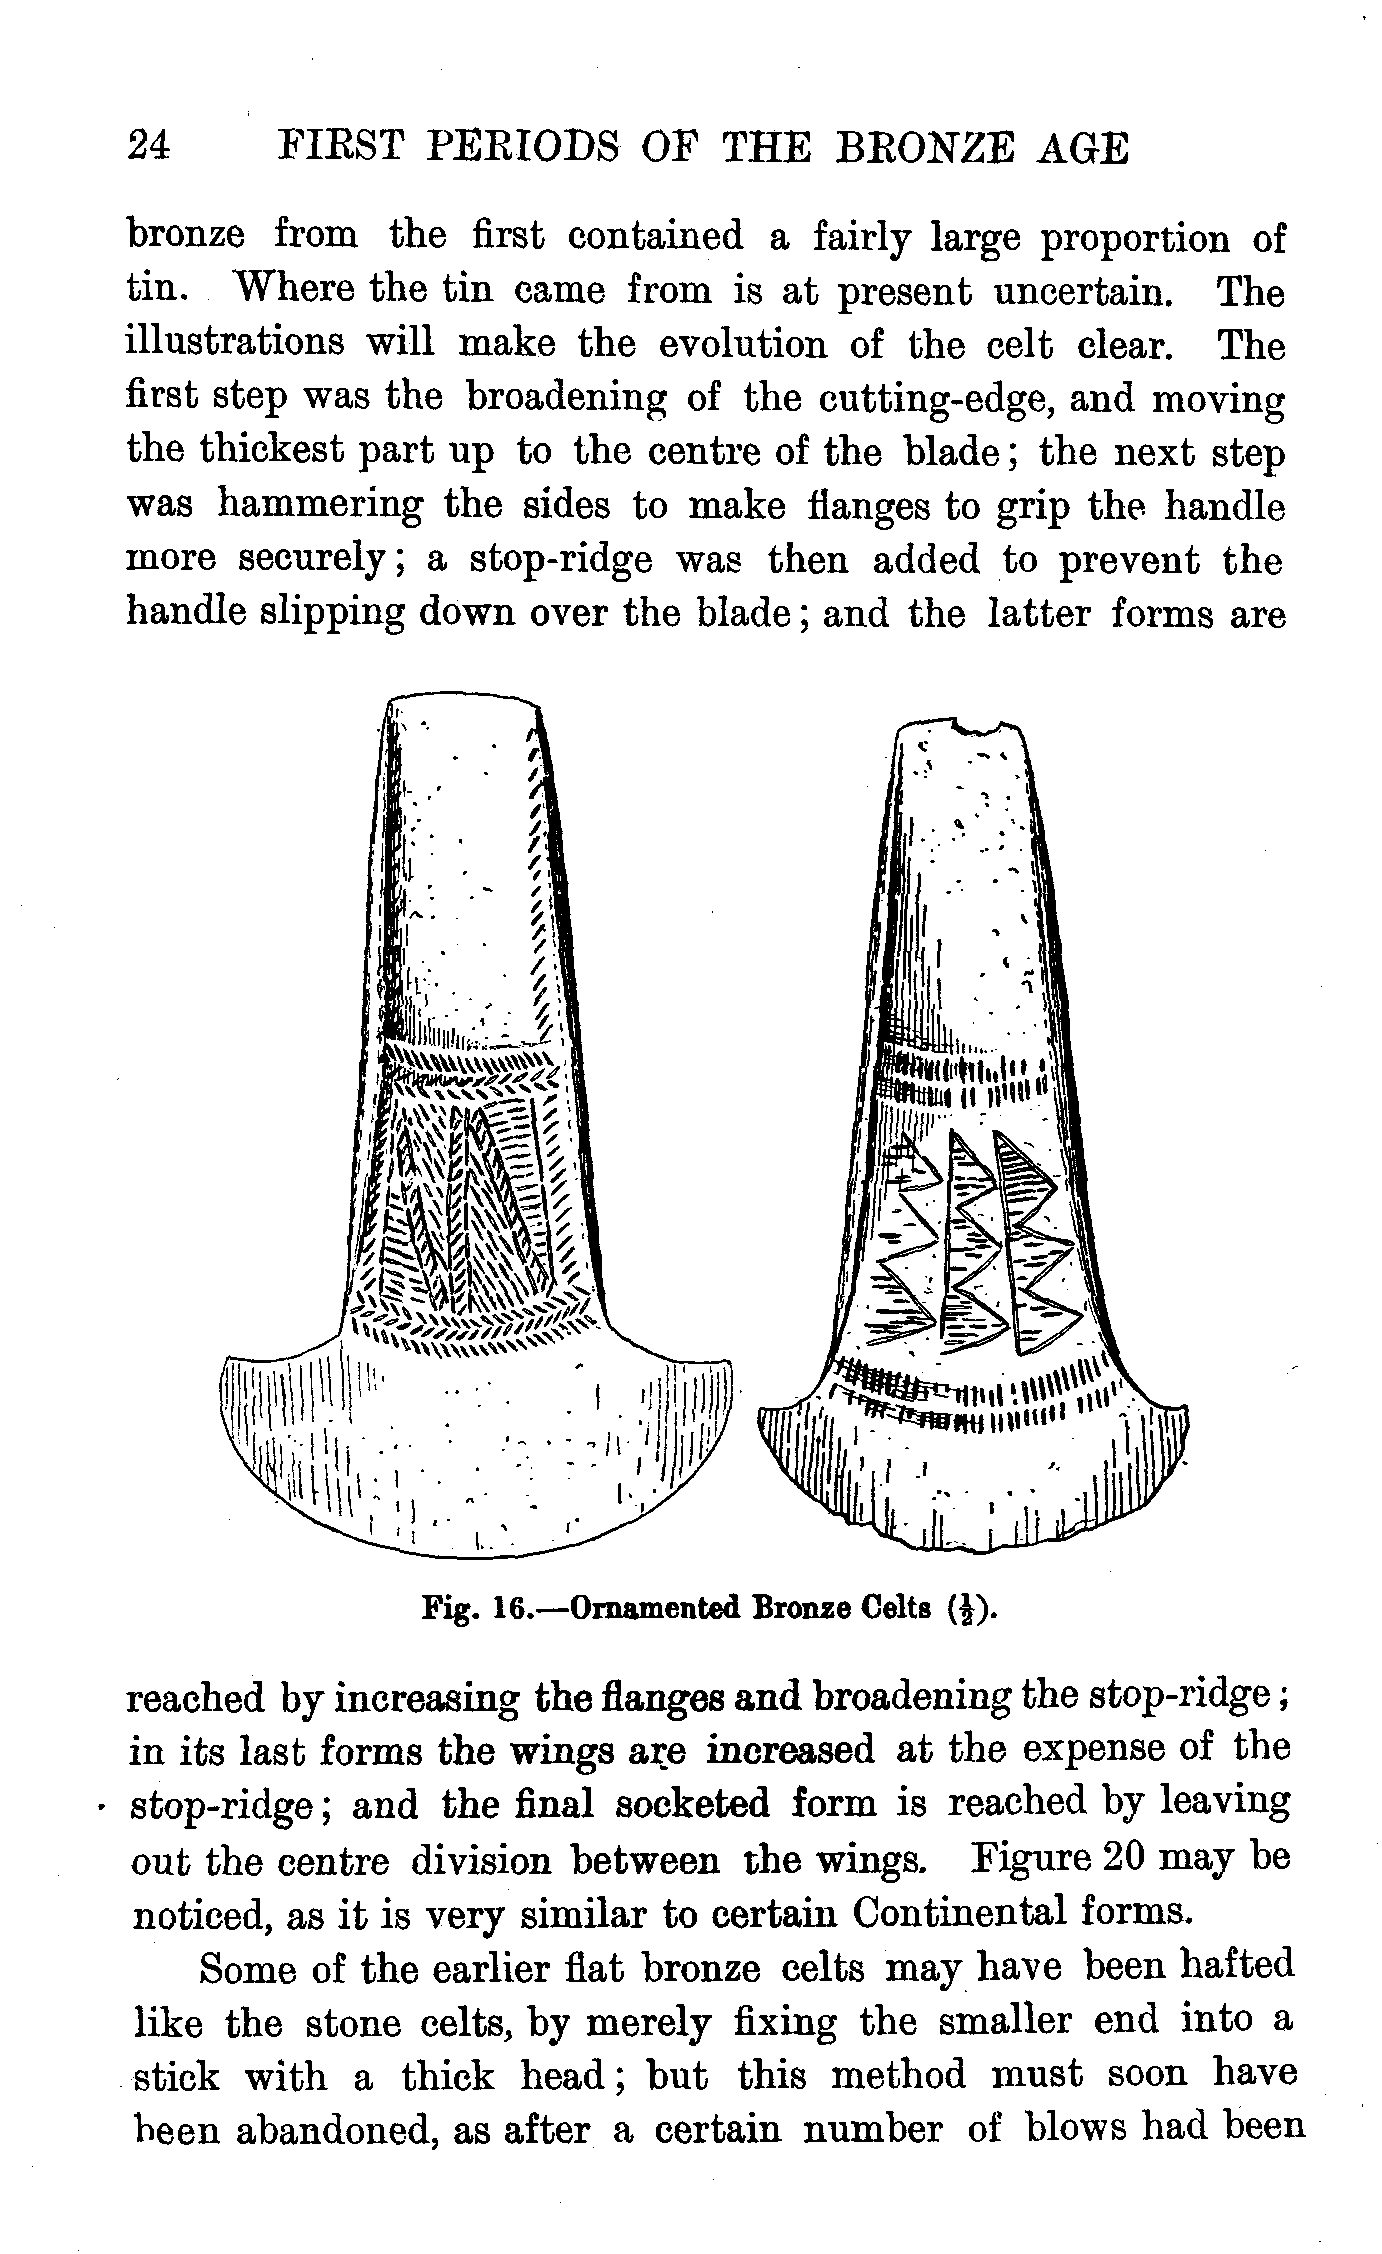 24 FIRST PERIODS OF THE BRONZE AGE
bronze from the first contained a fairly large proportion of
tin. Where the tin came from is at present uncertain. The
illustrations will make the evolution of the celt clear. The
first step was the broadening of the cutting-edge, and moving
the thickest part up to the centre of the blade; the next step
was hammering the sides to make flanges to grip the handle
more securely; a stop-ridge was then added to prevent the
handle slipping down over the blade; and the latter forms are
Fig. 16.—Ornamented Bronze Celts (½).
reached by increasing the flanges and broadening the stop-ridge;
in its last forms the wings are increased at the expense of the
stop-ridge; and the final socketed form is reached by leaving
out the centre division between the wings. Figure 20 may be
noticed, as it is very similar to certain Continental forms.
Some of the earlier flat bronze celts may have been hafted
like the stone celts, by merely fixing the smaller end into a
stick with a thick head; but this method must soon have
been abandoned, as after a certain number of blows had been